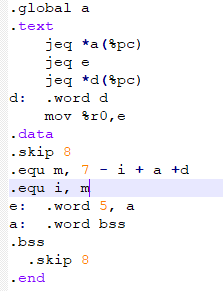 .global a
.text
    jeq *a(%pc)
    jeq e
    jeq *d(%pc)
d:  .word d
    mov %r0,e
.data
.skip 8
.equ m, 7 - i + a +d
.equ i, m
e:  .word 5, a
a:  .word bss
.bss
  .skip 8
.end